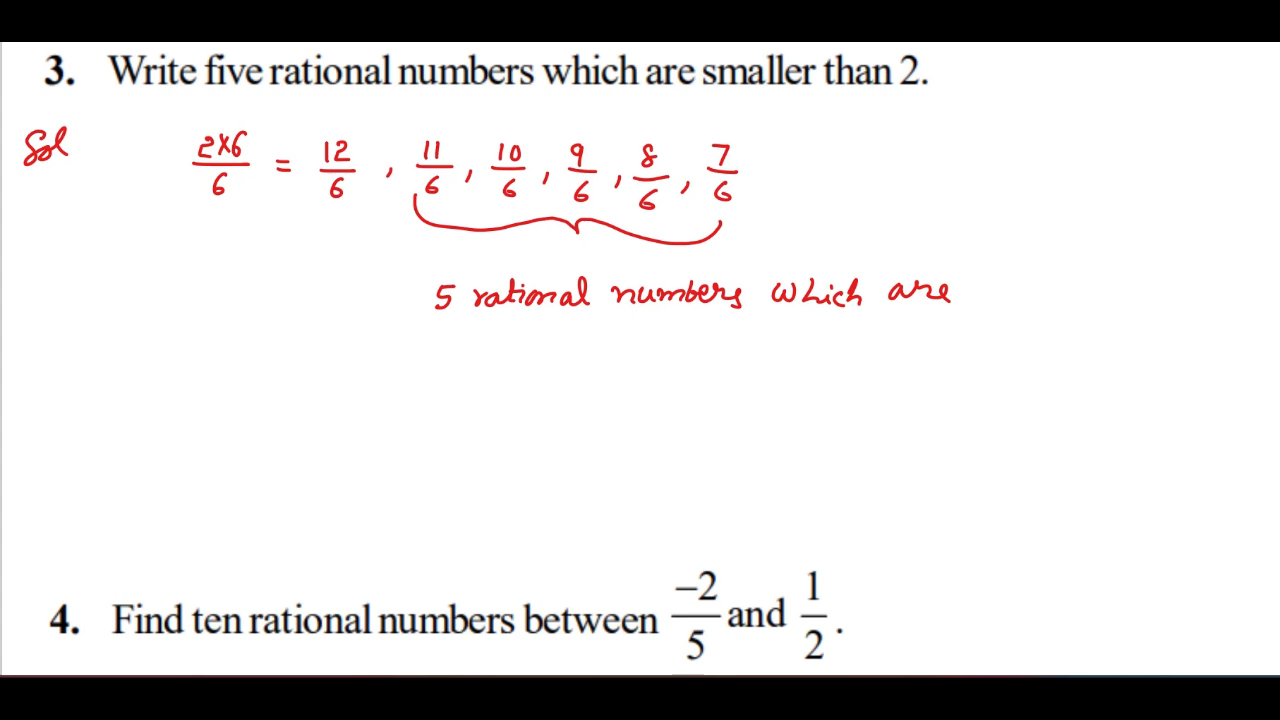 3. Write five rational numbers which are smaller than 2.
Sol 2×6/6 = 12/6 , 11/6 , 10/6 , 9/6 , 8/6 , 7/6
5 rational numbers which are
4. Find ten rational numbers between −2/5 and 1/2 .